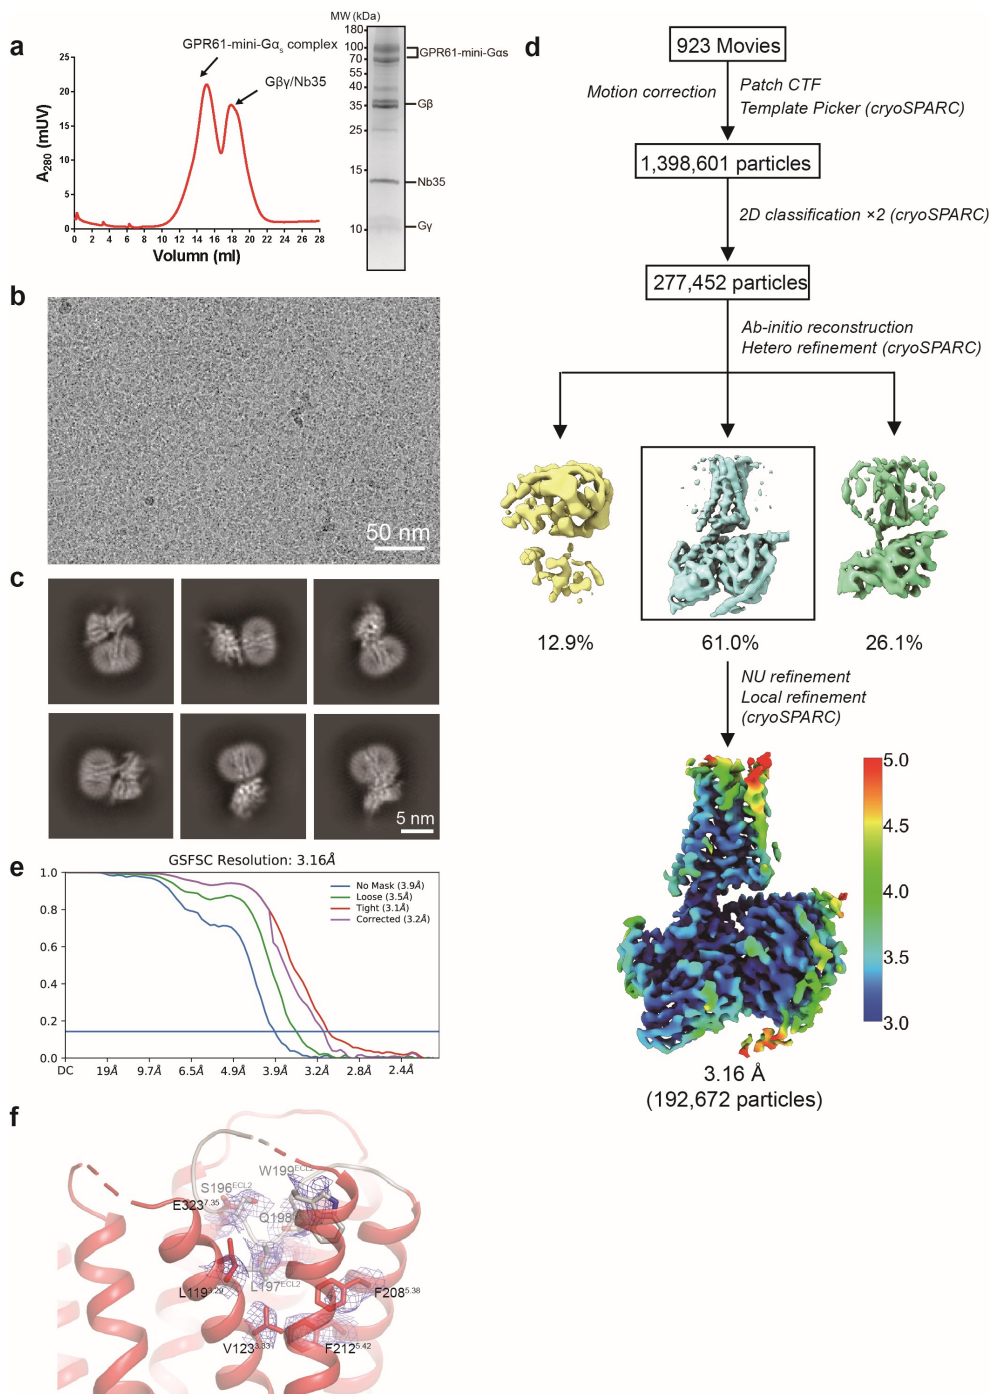 a
GPR61-mini-Gαs complex
Gβγ/Nb35
25
20
15
10
5
0
A280 (mUV)
0 2 4 6 8 10 12 14 16 18 20 22 24 26 28
Volumn (ml)
MW (kDa)
180
100
70
50
40
35
25
15
10
GPR61-mini-Gαs
Gβ
Nb35
Gγ
b
50 nm
c
5 nm
d
923 Movies
Motion correction
Patch CTF
Template Picker (cryoSPARC)
1,398,601 particles
2D classification ×2 (cryoSPARC)
277,452 particles
Ab-initio reconstruction
Hetero refinement (cryoSPARC)
12.9%
61.0%
26.1%
NU refinement
Local refinement
(cryoSPARC)
5.0
4.5
4.0
3.5
3.0
3.16 Å
(192,672 particles)
e
GSFSC Resolution: 3.16Å
1.0
0.8
0.6
0.4
0.2
0.0
No Mask (3.9Å)
Loose (3.5Å)
Tight (3.1Å)
Corrected (3.2Å)
DC 19Å 9.7Å 6.5Å 4.9Å 3.9Å 3.2Å 2.8Å 2.4Å
f
W199ECL2
S196ECL2
E3237.35
Q198
L197ECL2
L1193.29
F2085.38
V1233.33
F2125.42